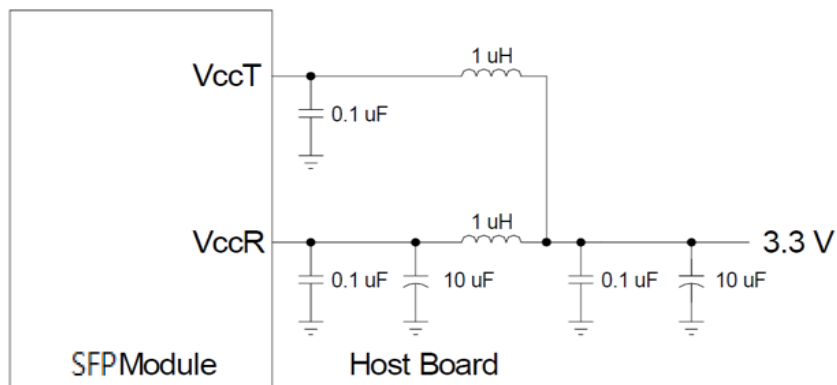 1 uH
VccT
0.1 uF
1 uH
VccR
3.3 V
0.1 uF
10 uF
0.1 uF
10 uF
SFPModule
Host Board